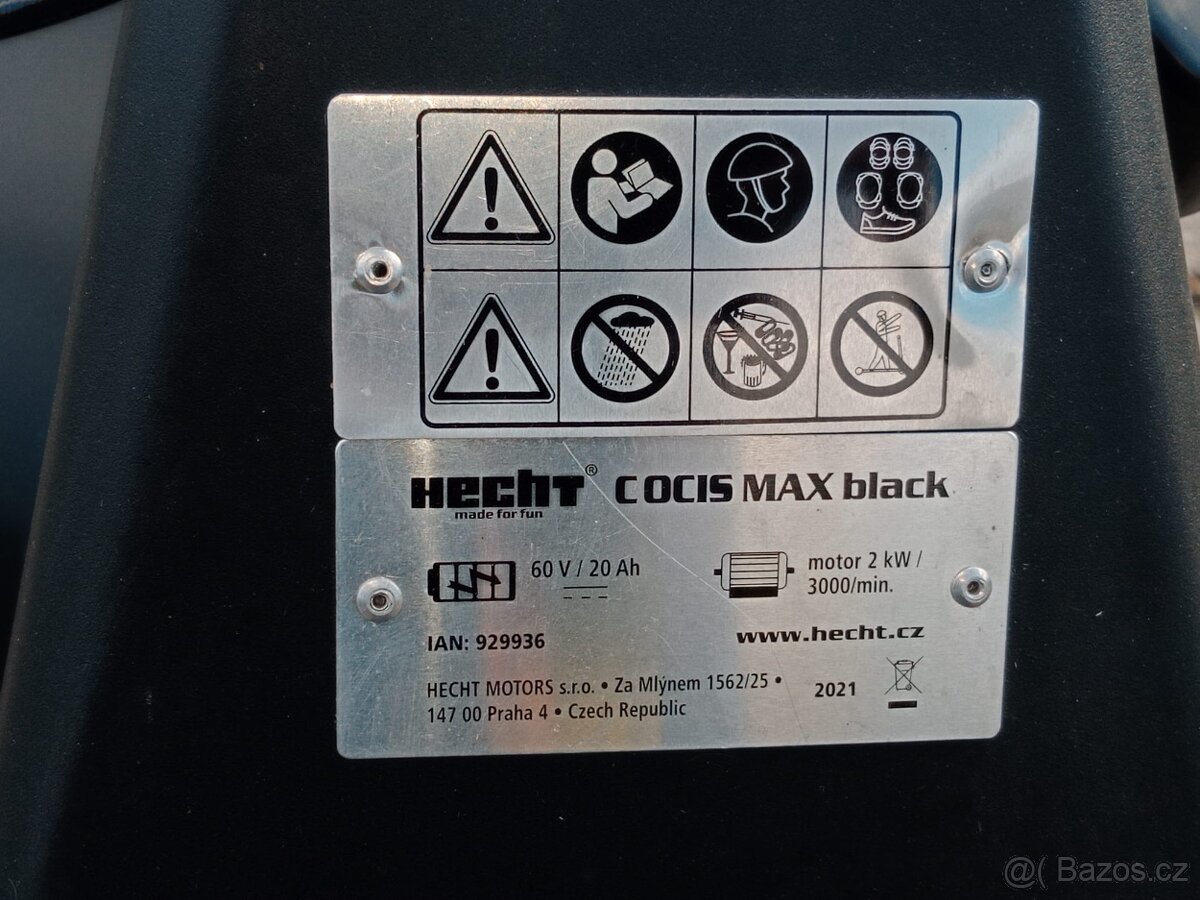 HECHT® COCIS MAX black
made for fun
60 V / 20 Ah
motor 2 kW /
3000/min.
IAN: 929936
www.hecht.cz
HECHT MOTORS s.r.o. • Za Mlýnem 1562/25 •
147 00 Praha 4 • Czech Republic
2021
@( Bazos.cz